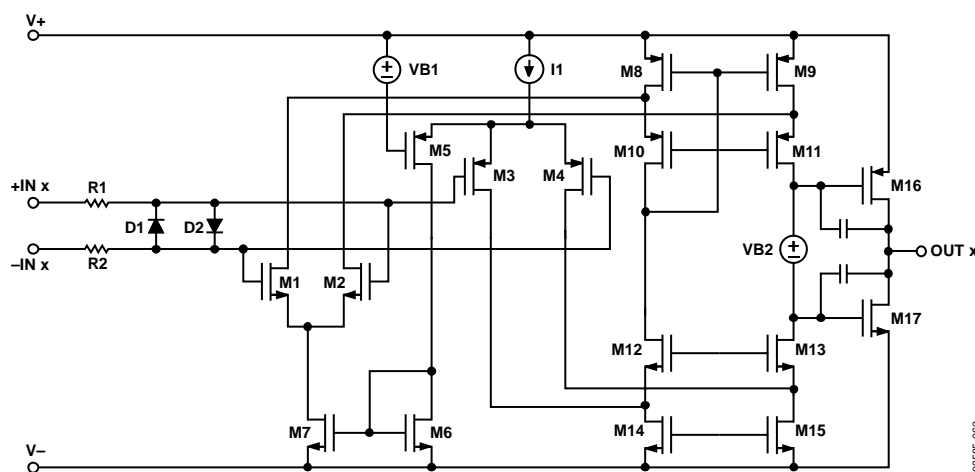 V+
VB1
I1
M8
M9
M5
M10
M11
M3
M4
M16
+IN x
R1
D1
D2
VB2
OUT x
–IN x
R2
M1
M2
M17
M12
M13
M7
M6
M14
M15
V–